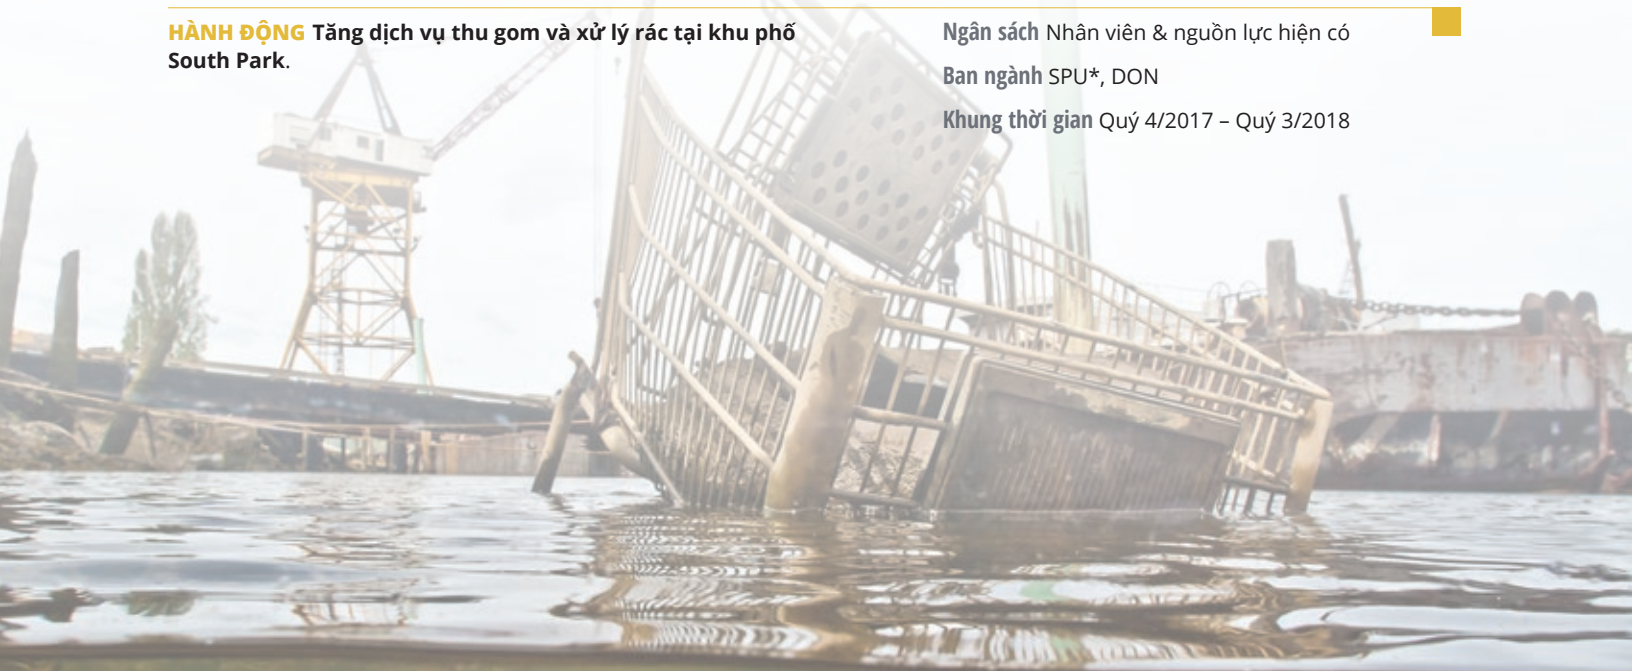 HÀNH ĐỘNG Tăng dịch vụ thu gom và xử lý rác tại khu phố
South Park.
Ngân sách Nhân viên & nguồn lực hiện có
Ban ngành SPU*, DON
Khung thời gian Quý 4/2017 – Quý 3/2018